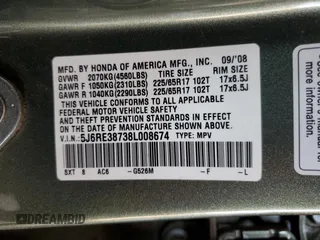 MFD. BY HONDA OF AMERICA MFG., INC. 09/'08
GVWR 2070KG(4560LBS) TIRE SIZE RIM SIZE
GAWR F 1050KG(2310LBS) 225/65R17 102T 17x6.5J
GAWR R 1040KG(2290LBS) 225/65R17 102T 17x6.5J
THIS VEHICLE CONFORMS TO ALL APPLICABLE
FEDERAL MOTOR VEHICLE SAFETY
STANDARDS IN EFFECT ON THE
DATE OF MANUFACTURE SHOWN ABOVE.
V.I.N.: 5J6RE38738L008674 TYPE: MPV
SXT 8 AC6 -G526M -F -L
DREAMBID